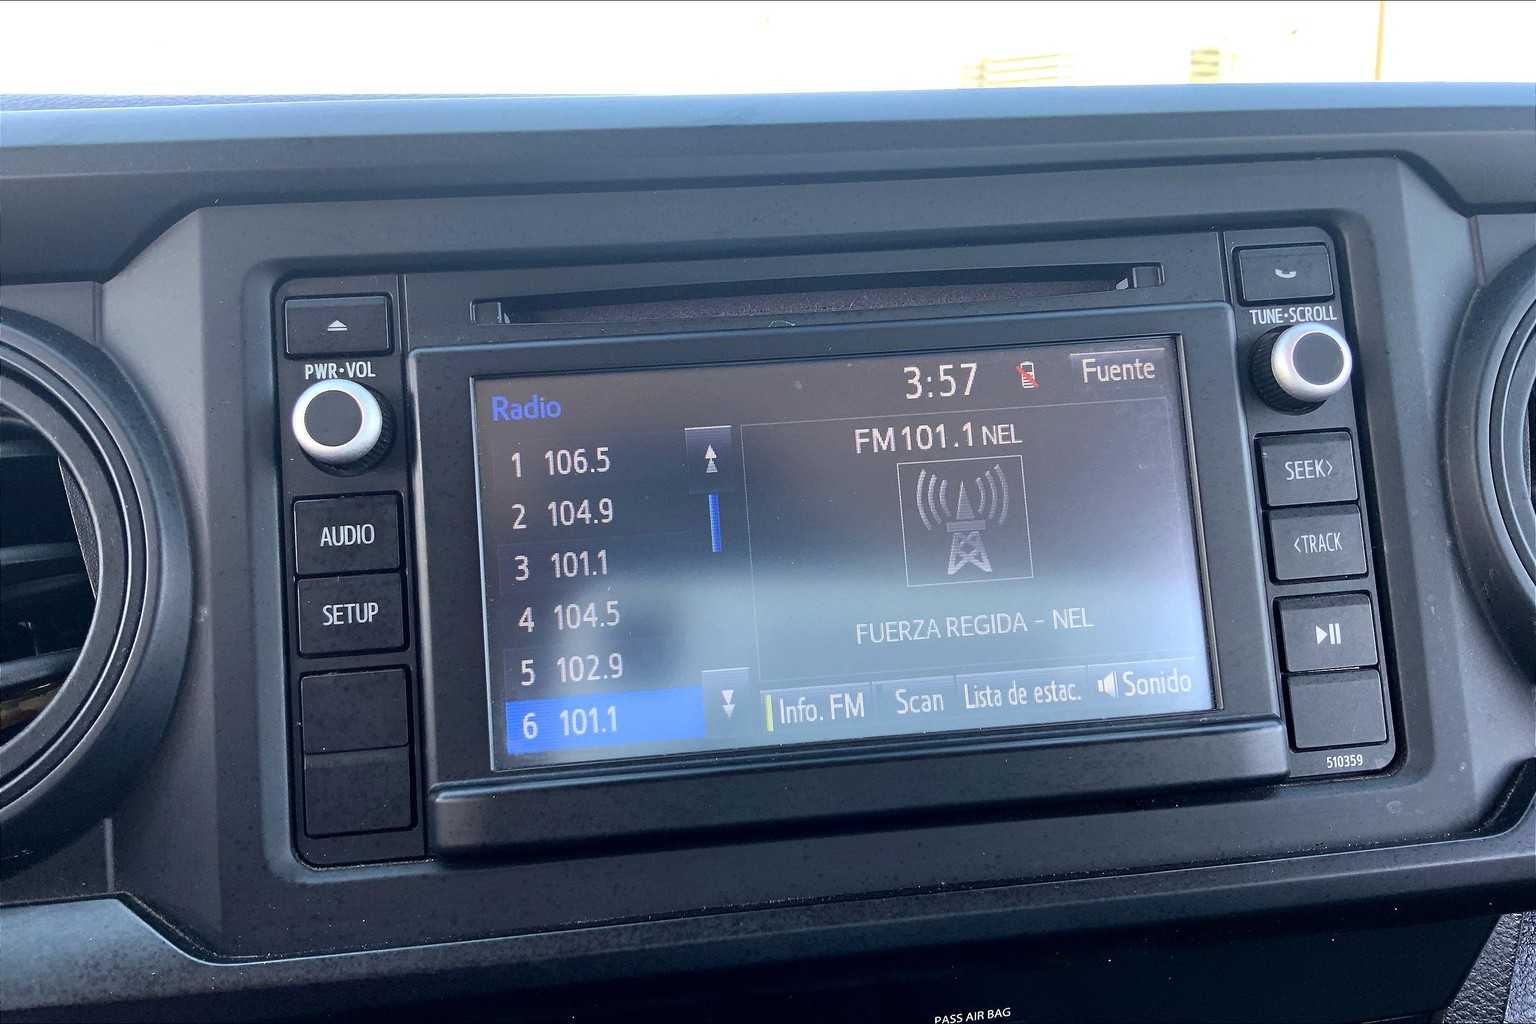 PWR•VOL
AUDIO
SETUP
Radio
3:57
Fuente
1 106.5
2 104.9
3 101.1
4 104.5
5 102.9
6 101.1
FM 101.1 NEL
FUERZA REGIDA - NEL
Info. FM
Scan
Lista de estac.
Sonido
TUNE•SCROLL
SEEK>
<TRACK
510359
PASS AIR BAG